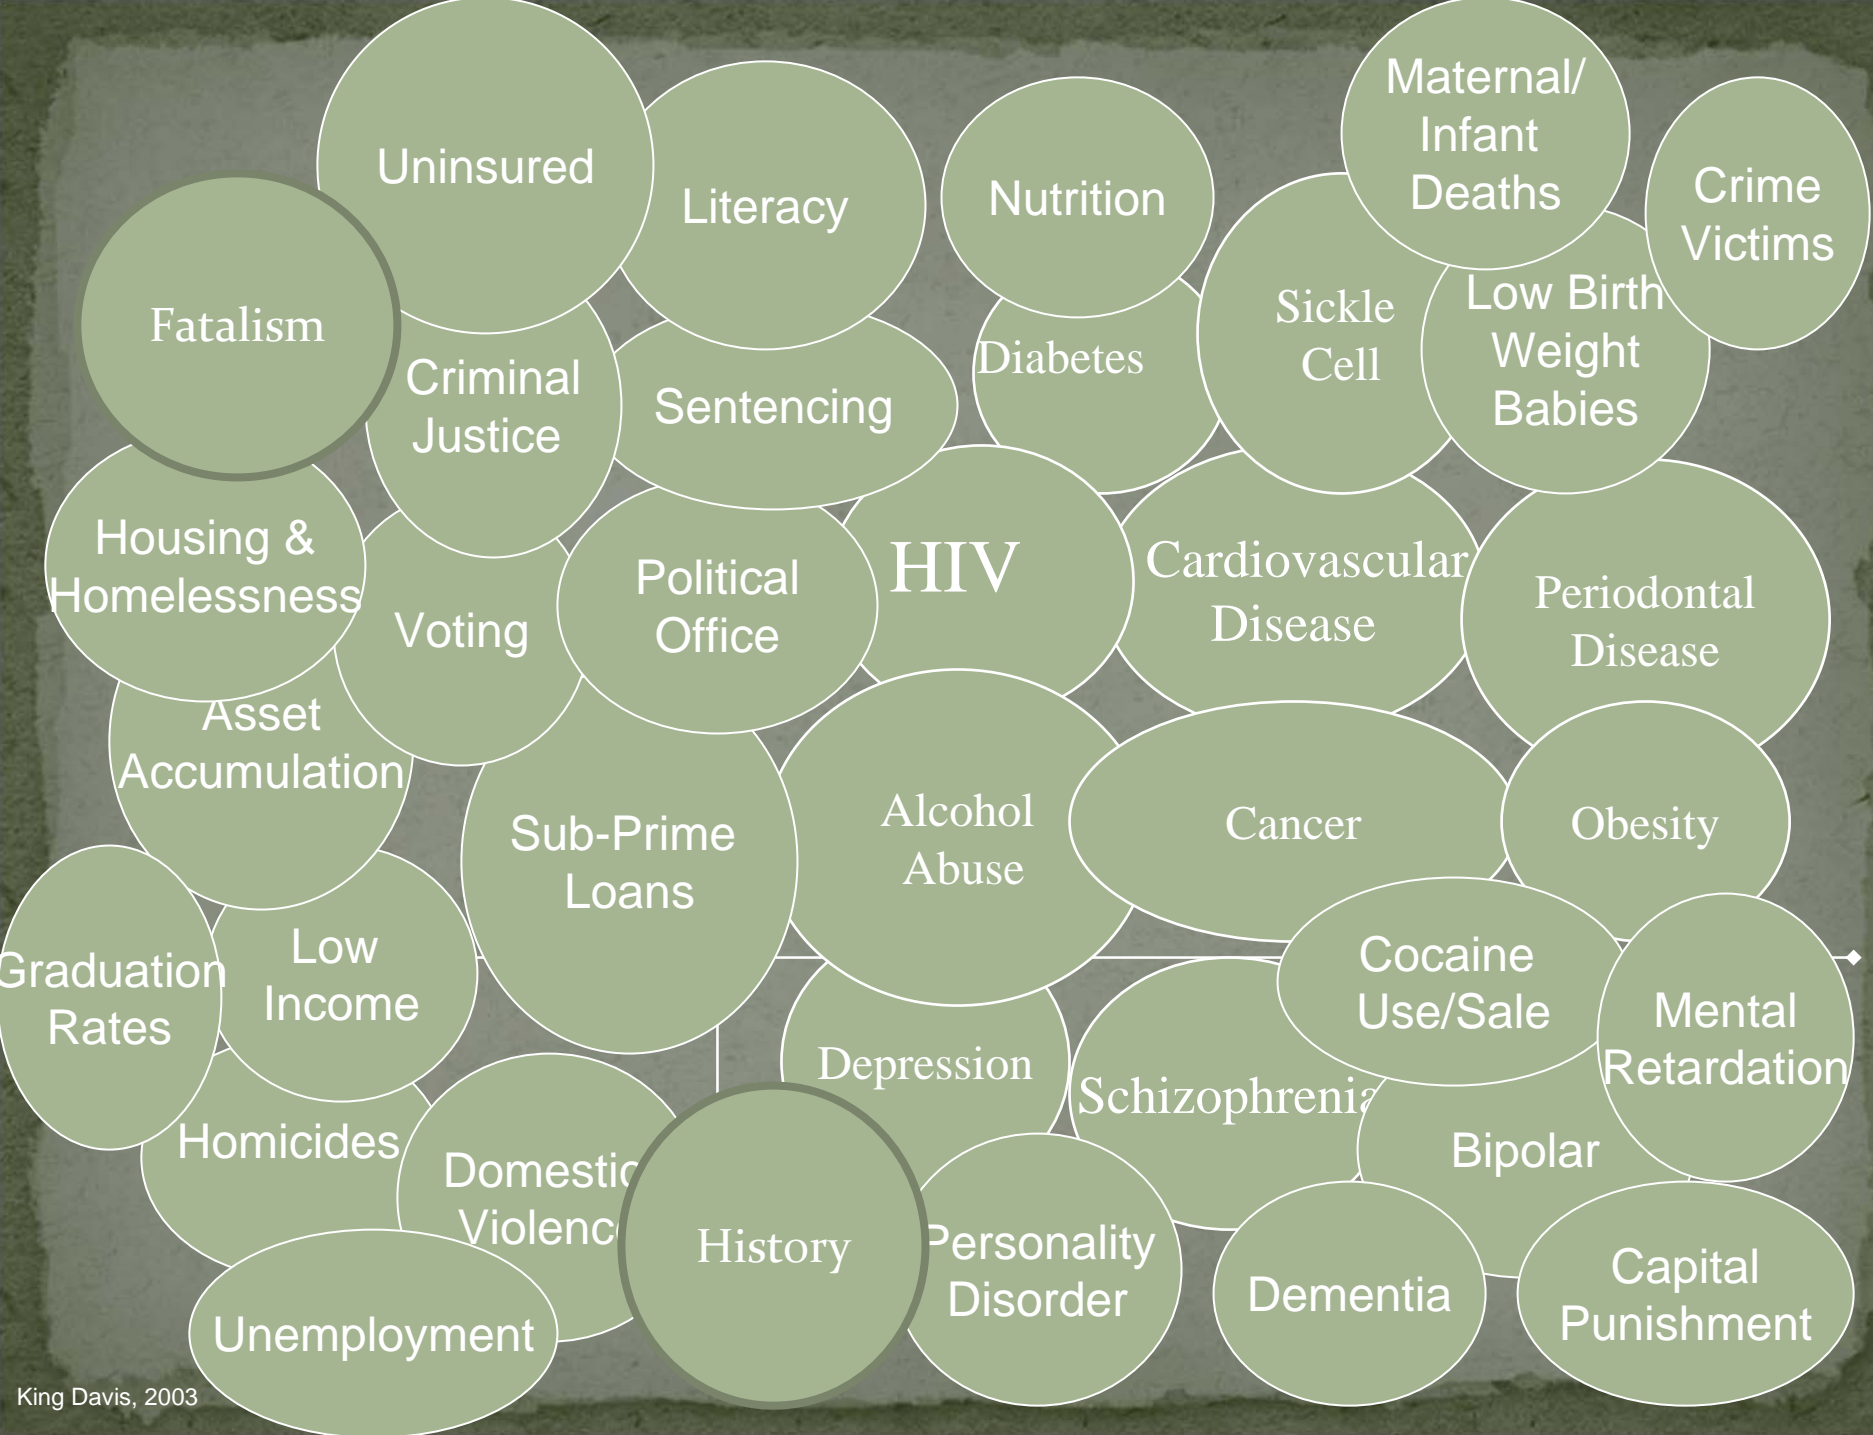 Uninsured
Literacy
Nutrition
Maternal/
Infant
Deaths
Crime
Victims
Fatalism
Criminal
Justice
Sentencing
Diabetes
Sickle
Cell
Low Birth
Weight
Babies
Housing &
Homelessness
Voting
Political
Office
HIV
Cardiovascular
Disease
Periodontal
Disease
Asset
Accumulation
Sub-Prime
Loans
Alcohol
Abuse
Cancer
Obesity
Graduation
Rates
Low
Income
Cocaine
Use/Sale
Mental
Retardation
Depression
Schizophrenia
Bipolar
Homicides
Domestic
Violence
History
Personality
Disorder
Dementia
Capital
Punishment
Unemployment
King Davis, 2003